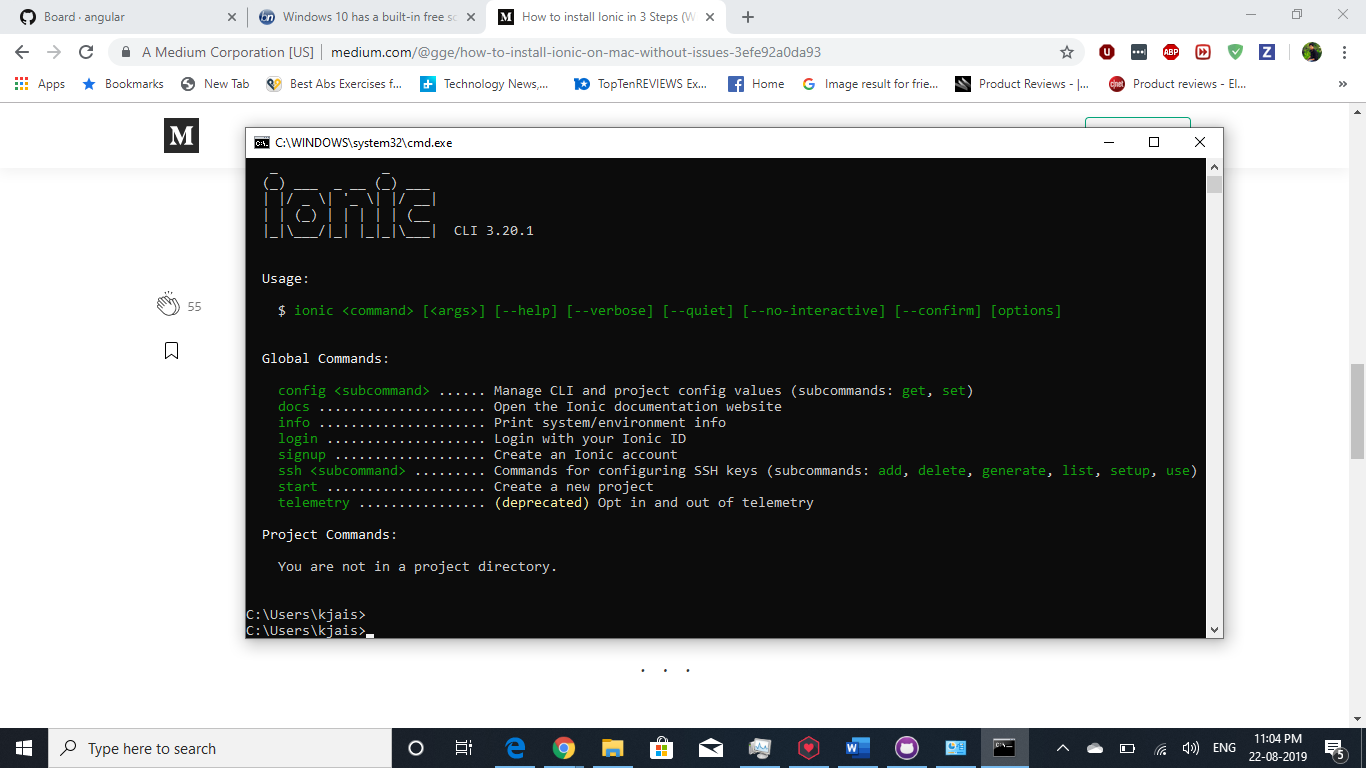 Board · angular
Windows 10 has a built-in free sc
How to install Ionic in 3 Steps (W
A Medium Corporation [US] | medium.com/@gge/how-to-install-ionic-on-mac-without-issues-3efe92a0da93
Apps Bookmarks New Tab Best Abs Exercises f... Technology News,... TopTenREVIEWS Ex... Home Image result for frie... Product Reviews - |... Product reviews - El... »
M
C:\WINDOWS\system32\cmd.exe
ionic CLI 3.20.1
Usage:
$ ionic <command> [<args>] [--help] [--verbose] [--quiet] [--no-interactive] [--confirm] [options]
Global Commands:
config <subcommand> ...... Manage CLI and project config values (subcommands: get, set)
docs ..................... Open the Ionic documentation website
info ..................... Print system/environment info
login .................... Login with your Ionic ID
signup ................... Create an Ionic account
ssh <subcommand> ......... Commands for configuring SSH keys (subcommands: add, delete, generate, list, setup, use)
start .................... Create a new project
telemetry ................ (deprecated) Opt in and out of telemetry
Project Commands:
You are not in a project directory.
C:\Users\kjais>
C:\Users\kjais>
55
. . .
Type here to search
ENG
11:04 PM
22-08-2019
5